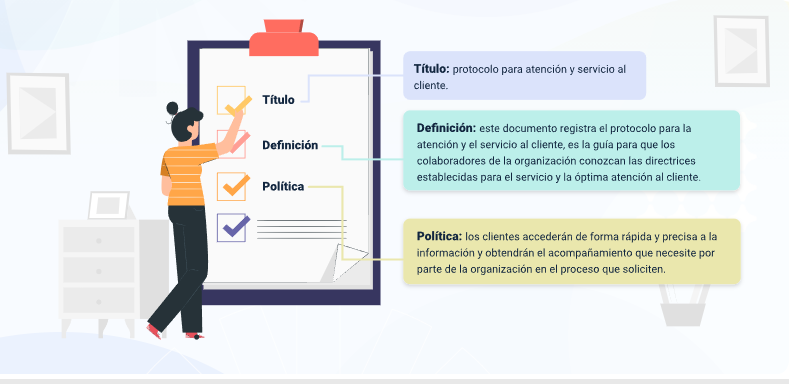 Título
Definición
Política
Título: protocolo para atención y servicio al
cliente.
Definición: este documento registra el protocolo para la
atención y el servicio al cliente, es la guía para que los
colaboradores de la organización conozcan las directrices
establecidas para el servicio y la óptima atención al cliente.
Política: los clientes accederán de forma rápida y precisa a la
información y obtendrán el acompañamiento que necesite por
parte de la organización en el proceso que soliciten.